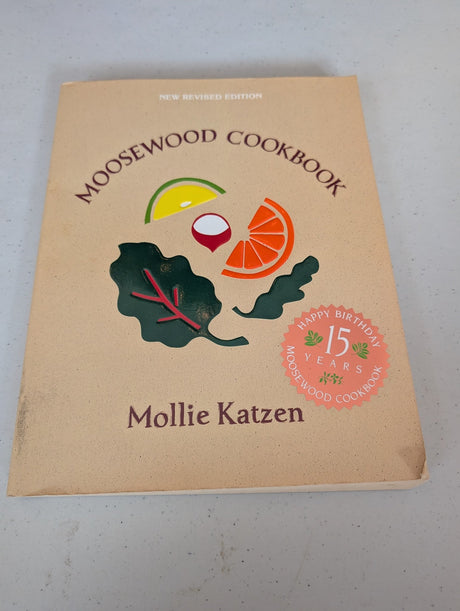 NEW REVISED EDITION
MOOSEWOOD COOKBOOK
HAPPY BIRTHDAY
15
YEARS
MOOSEWOOD COOKBOOK
Mollie Katzen